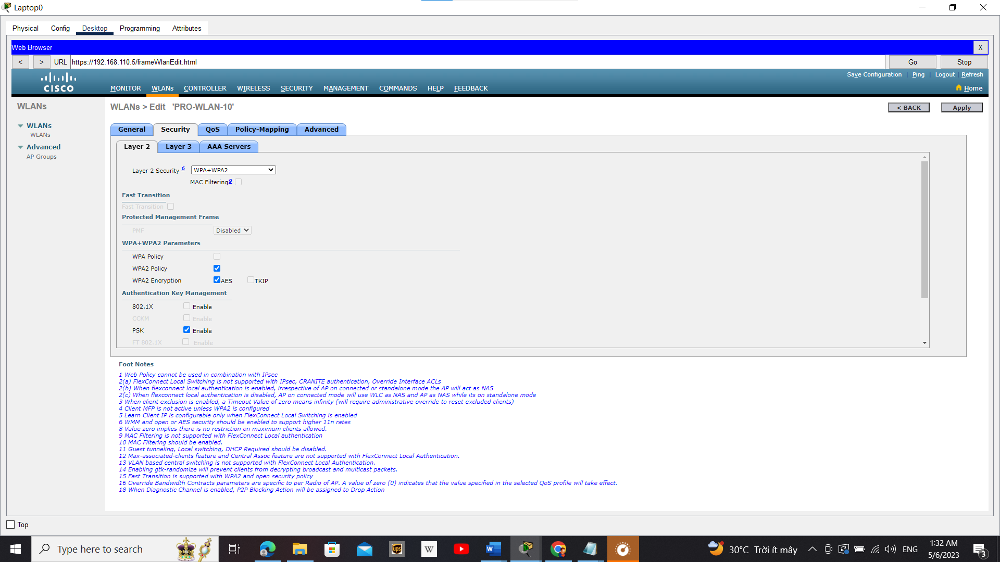 Laptop0
Physical Config Desktop Programming Attributes
Web Browser X
< > URL https://192.168.110.5/frameWlanEdit.html Go Stop
Save Configuration | Ping Logout | Refresh
CISCO MONITOR WLANs CONTROLLER WIRELESS SECURITY MANAGEMENT COMMANDS HELP FEEDBACK Home
WLANs
WLANs
WLANs
Advanced
AP Groups
WLANs > Edit 'PRO-WLAN-10' < BACK Apply
General Security QoS Policy-Mapping Advanced
Layer 2 Layer 3 AAA Servers
Layer 2 Security 6 WPA+WPA2
MAC Filtering 9
Fast Transition
Fast Transition
Protected Management Frame
PMF Disabled
WPA+WPA2 Parameters
WPA Policy
WPA2 Policy
WPA2 Encryption AES TKIP
Authentication Key Management
802.1X Enable
CCKM Enable
PSK Enable
FT 802.1X Enable
Foot Notes
1 Web Policy cannot be used in combination with IPsec
2(a) FlexConnect Local Switching is not supported with IPsec, CRANITE authentication, Override Interface ACLs
2(b) When flexconnect local authentication is enabled, irrespective of AP on connected or standalone mode the AP will act as NAS
2(c) When flexconnect local authentication is disabled, AP on connected mode will use WLC as NAS and AP as NAS while its on standalone mode
3 When client exclusion is enabled, a Timeout Value of zero means infinity (will require administrative override to reset excluded clients)
4 Client MFP is not active unless WPA2 is configured
5 Learn Client IP is configurable only when FlexConnect Local Switching is enabled
6 WMM and open or AES security should be enabled to support higher 11n rates
8 Value zero implies there is no restriction on maximum clients allowed.
9 MAC Filtering is not supported with FlexConnect Local authentication
10 MAC Filtering should be enabled.
11 Guest tunneling, Local switching, DHCP Required should be disabled.
12 Max-associated-clients feature and Central Assoc feature are not supported with FlexConnect Local Authentication.
13 VLAN based central switching is not supported with FlexConnect Local Authentication.
14 Enabling gtk-randomize will prevent clients from decrypting broadcast and multicast packets.
15 Fast Transition is supported with WPA2 and open security policy
16 Override Bandwidth Contracts parameters are specific to per Radio of AP. A value of zero (0) indicates that the value specified in the selected QoS profile will take effect.
18 When Diagnostic Channel is enabled, P2P Blocking Action will be assigned to Drop Action
Top
Type here to search ups W W 30°C Trời ít mây ENG 1:32 AM
5/6/2023 3